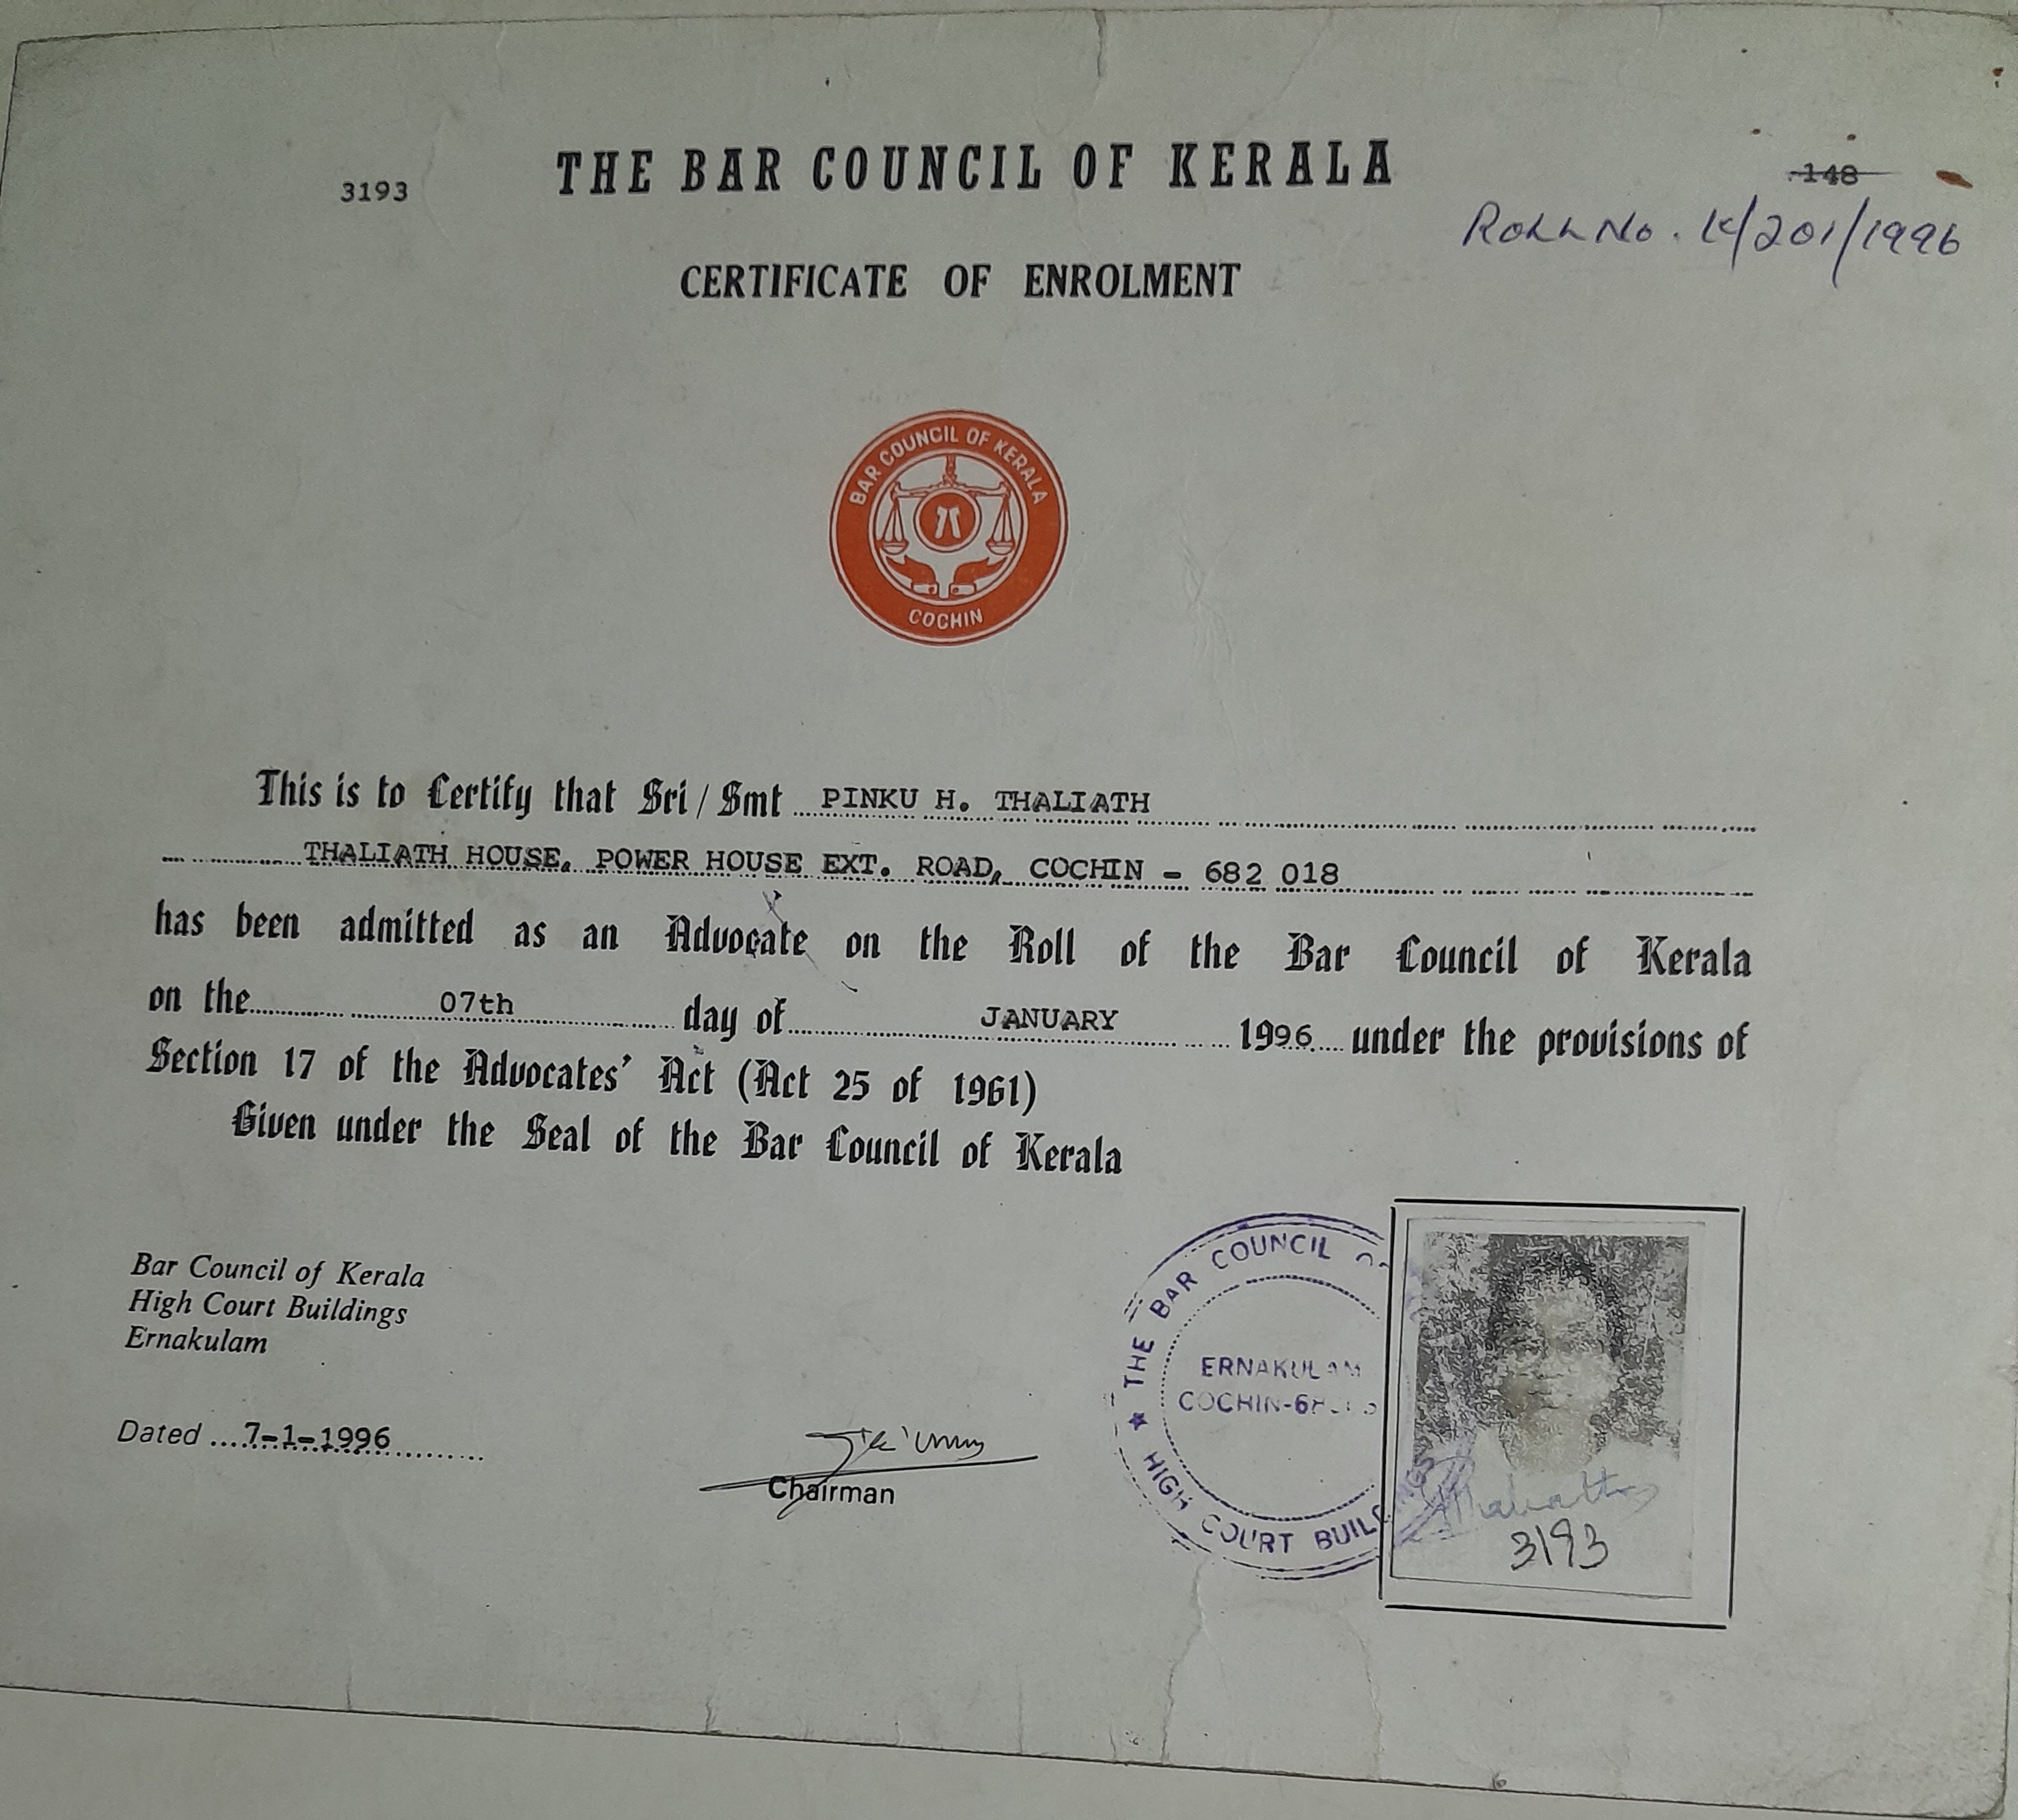 3193
THE BAR COUNCIL OF KERALA
148
Roll No. K/201/1996
CERTIFICATE OF ENROLMENT
BAR COUNCIL OF KERALA
COCHIN
This is to Certify that Sri / Smt PINKU H. THALIATH
THALIATH HOUSE, POWER HOUSE EXT. ROAD, COCHIN - 682 018
has been admitted as an Advocate on the Roll of the Bar Council of Kerala
on the 07th day of JANUARY 1996 under the provisions of
Section 17 of the Advocates' Act (Act 25 of 1961)
Given under the Seal of the Bar Council of Kerala
Bar Council of Kerala
High Court Buildings
Ernakulam
Dated 7-1-1996
Chairman
THE BAR COUNCIL
ERNAKULAM
COCHIN-6
HIGH COURT BUIL
Thaliath
3193